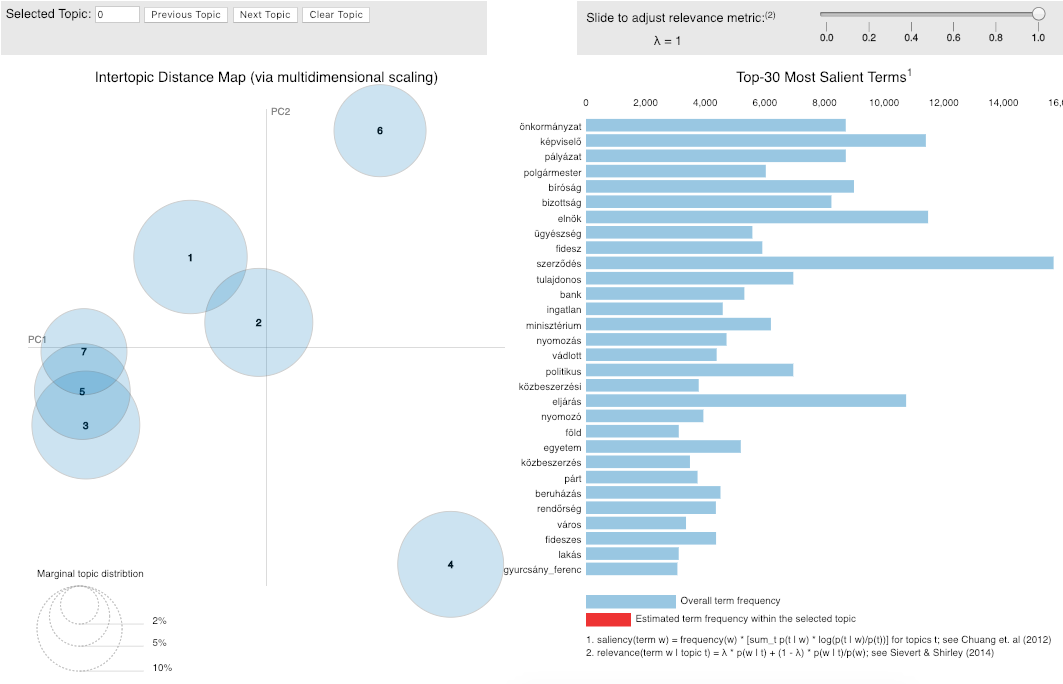 Selected Topic: 0 Previous Topic Next Topic Clear Topic
Slide to adjust relevance metric:(2)
λ = 1
0.0 0.2 0.4 0.6 0.8 1.0
Intertopic Distance Map (via multidimensional scaling)
PC2
PC1
6
1
2
7
5
3
4
Marginal topic distribtion
2%
5%
10%
Top-30 Most Salient Terms1
0 2,000 4,000 6,000 8,000 10,000 12,000 14,000 16,
önkormányzat
képviselő
pályázat
polgármester
bíróság
bizottság
elnök
ügyészség
fidesz
szerződés
tulajdonos
bank
ingatlan
minisztérium
nyomozás
vádlott
politikus
közbeszerzési
eljárás
nyomozó
föld
egyetem
közbeszerzés
párt
beruházás
rendőrség
város
fideszes
lakás
gyurcsány_ferenc
Overall term frequency
Estimated term frequency within the selected topic
1. saliency(term w) = frequency(w) * [sum_t p(t | w) * log(p(t | w)/p(t))] for topics t; see Chuang et. al (2012)
2. relevance(term w | topic t) = λ * p(w | t) + (1 - λ) * p(w | t)/p(w); see Sievert & Shirley (2014)